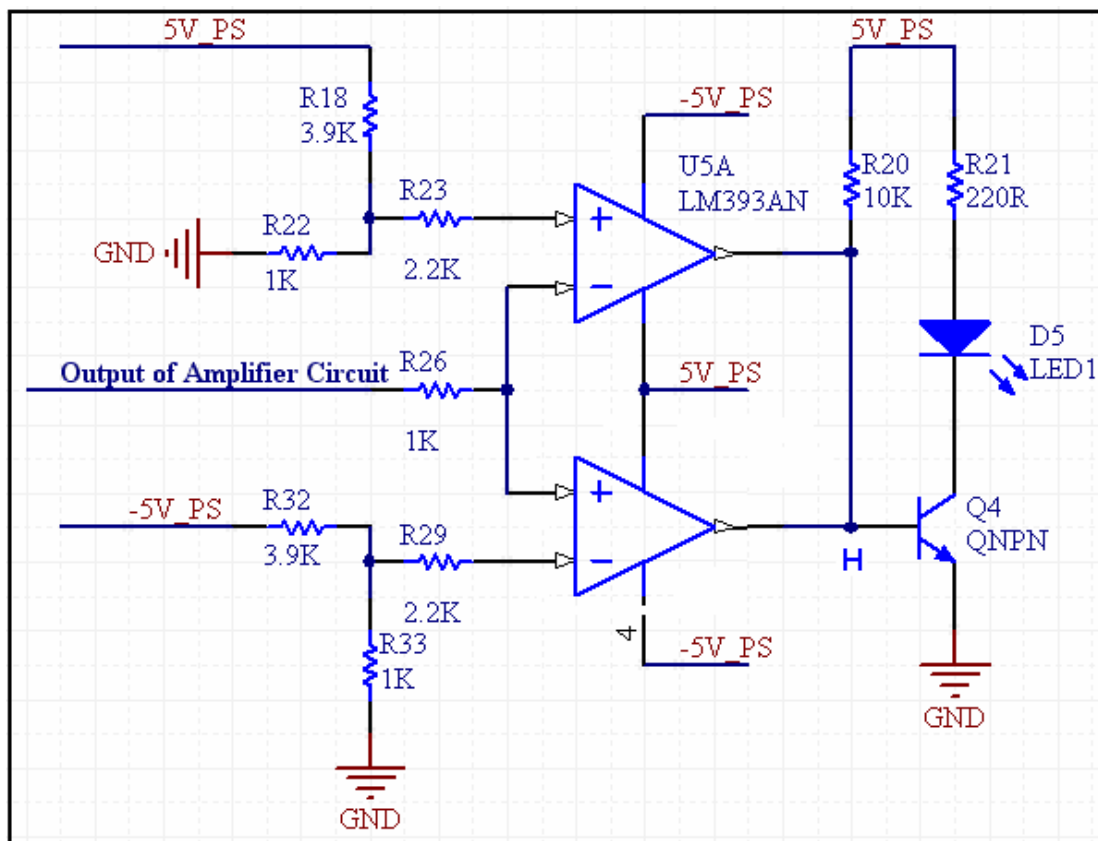 5V_PS
5V_PS
R18
3.9K
-5V_PS
U5A
LM393AN
R20
10K
R21
220R
R23
2.2K
R22
1K
GND
+
−
Output of Amplifier Circuit
R26
1K
5V_PS
D5
LED1
-5V_PS
R32
3.9K
R29
2.2K
+
−
Q4
QNPN
H
4
-5V_PS
R33
1K
GND
GND